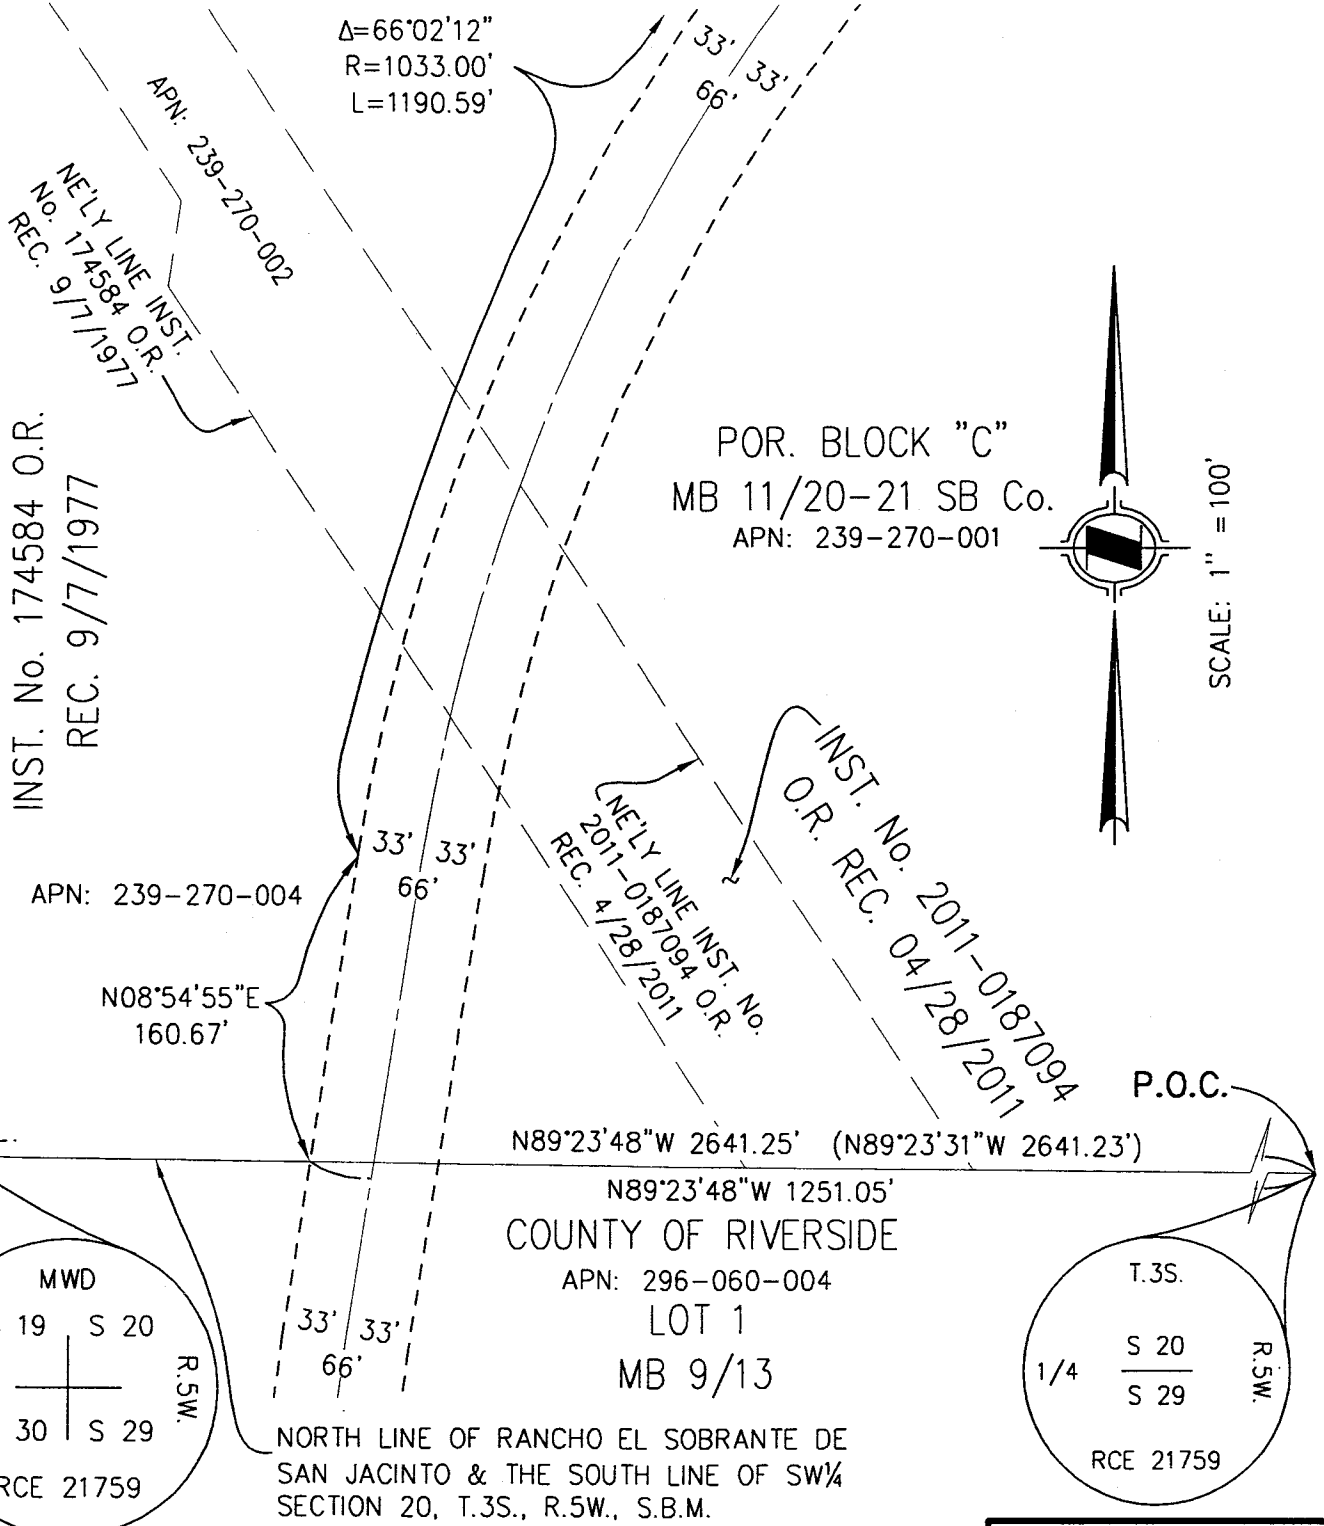 Δ=66°02'12"
R=1033.00'
L=1190.59'
33' 33'
66'
APN: 239-270-002
NE'LY LINE INST.
No. 174584 O.R.
REC. 9/7/1977
INST. No. 174584 O.R.
REC. 9/7/1977
POR. BLOCK "C"
MB 11/20-21 SB Co.
APN: 239-270-001
SCALE: 1" = 100'
33' 33'
66'
APN: 239-270-004
NE'LY LINE INST. No.
2011-0187094 O.R.
REC. 4/28/2011
INST. No. 2011-0187094
O.R. REC. 04/28/2011
N08°54'55"E
160.67'
P.O.C.
N89°23'48"W 2641.25' (N89°23'31"W 2641.23')
N89°23'48"W 1251.05'
COUNTY OF RIVERSIDE
APN: 296-060-004
LOT 1
MB 9/13
33' 33'
66'
MWD
19 S 20
R.5W.
30 S 29
RCE 21759
T.3S.
1/4
S 20
S 29
R.5W.
RCE 21759
NORTH LINE OF RANCHO EL SOBRANTE DE
SAN JACINTO & THE SOUTH LINE OF SW¼
SECTION 20, T.3S., R.5W., S.B.M.